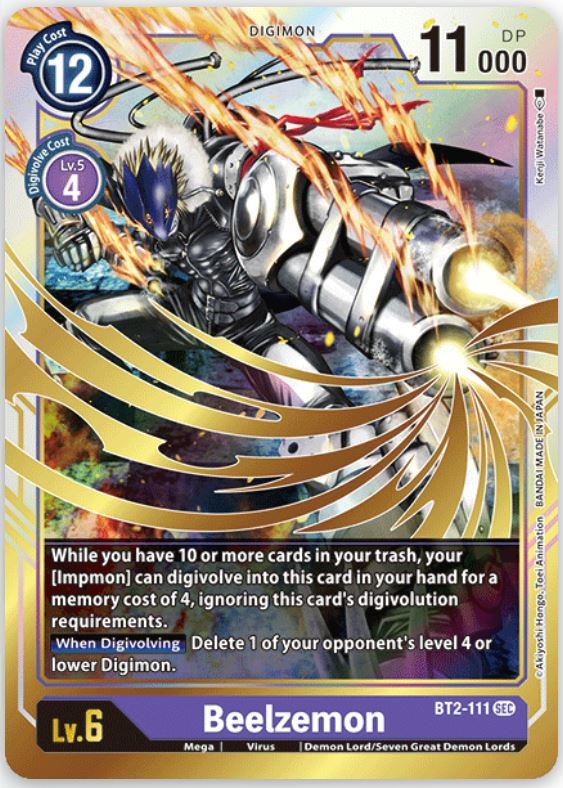 DIGIMON
Play Cost
12
11000
DP
Digivolve Cost
Lv.5
4
Kenji Watanabe
©Akiyoshi Hongo, Toei Animation BANDAI MADE IN JAPAN
While you have 10 or more cards in your trash, your
[Impmon] can digivolve into this card in your hand for a
memory cost of 4, ignoring this card's digivolution
requirements.
When Digivolving Delete 1 of your opponent's level 4 or
lower Digimon.
BT2-111 SEC
Lv.6
Beelzemon
Mega | Virus | Demon Lord/Seven Great Demon Lords